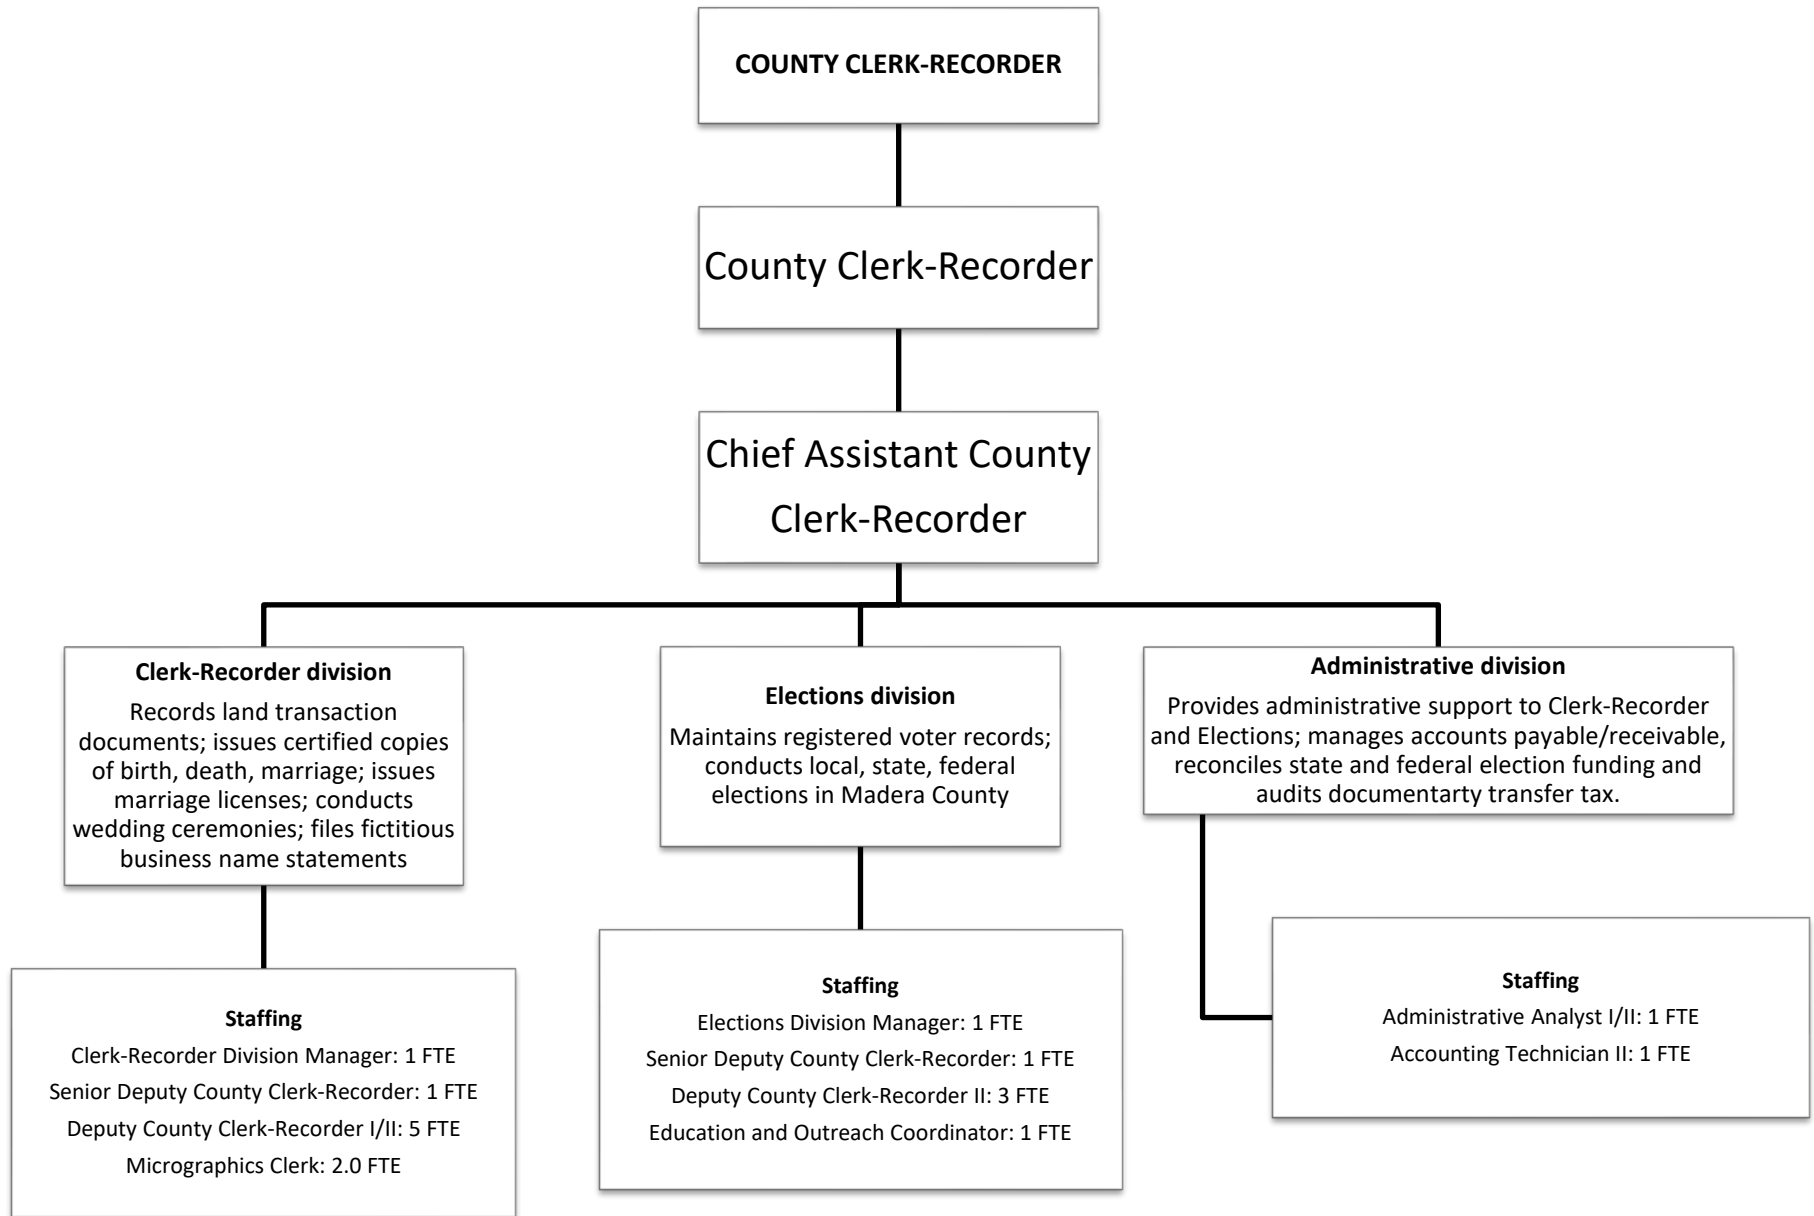 COUNTY CLERK-RECORDER
County Clerk-Recorder
Chief Assistant County
Clerk-Recorder
Clerk-Recorder division
Records land transaction
documents; issues certified copies
of birth, death, marriage; issues
marriage licenses; conducts
wedding ceremonies; files fictitious
business name statements
Staffing
Clerk-Recorder Division Manager: 1 FTE
Senior Deputy County Clerk-Recorder: 1 FTE
Deputy County Clerk-Recorder I/II: 5 FTE
Micrographics Clerk: 2.0 FTE
Elections division
Maintains registered voter records;
conducts local, state, federal
elections in Madera County
Staffing
Elections Division Manager: 1 FTE
Senior Deputy County Clerk-Recorder: 1 FTE
Deputy County Clerk-Recorder II: 3 FTE
Education and Outreach Coordinator: 1 FTE
Administrative division
Provides administrative support to Clerk-Recorder
and Elections; manages accounts payable/receivable,
reconciles state and federal election funding and
audits documentarty transfer tax.
Staffing
Administrative Analyst I/II: 1 FTE
Accounting Technician II: 1 FTE